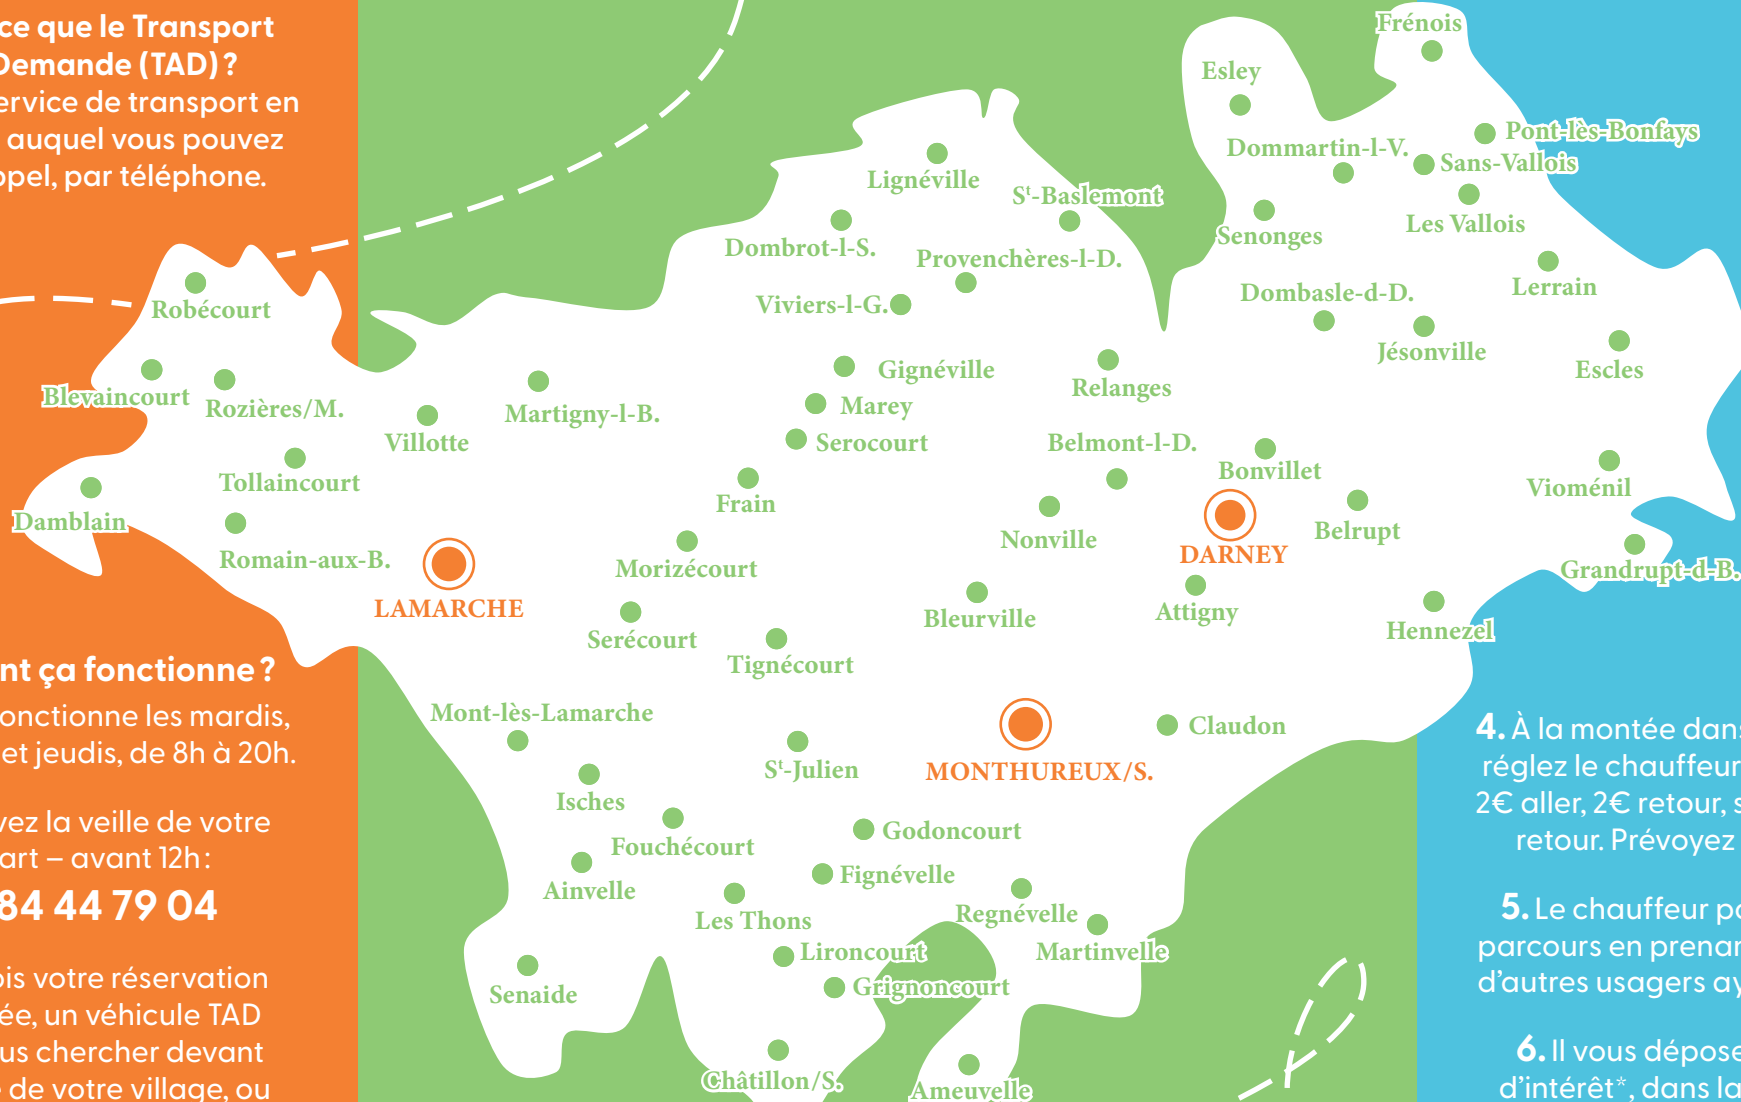 ce que le Transport
Demande (TAD) ?
ervice de transport en
auquel vous pouvez
ppel, par téléphone.
Frénois
Esley
Pont-lès-Bonfays
Dommartin-l-V.
Sans-Vallois
Lignéville
St-Baslemont
Les Vallois
Senonges
Dombrot-l-S.
Provenchères-l-D.
Lerrain
Dombasle-d-D.
Viviers-l-G.
Robécourt
Jésonville
Escles
Gignéville
Relanges
Blevaincourt
Rozières/M.
Martigny-l-B.
Marey
Villotte
Serocourt
Belmont-l-D.
Bonvillet
Tollaincourt
Vioménil
Frain
Damblain
Belrupt
Nonville
DARNEY
Romain-aux-B.
Morizécourt
Grandrupt-d-B.
LAMARCHE
Attigny
Bleurville
Hennezel
Serécourt
Tignécourt
nt ça fonctionne ?
onctionne les mardis,
et jeudis, de 8h à 20h.
vez la veille de votre
art – avant 12h :
84 44 79 04
ois votre réservation
ée, un véhicule TAD
us chercher devant
e de votre village, ou
Mont-lès-Lamarche
Claudon
St-Julien
MONTHUREUX/S.
Isches
Godoncourt
Fouchécourt
Fignévelle
Ainvelle
Les Thons
Regnévelle
Lironcourt
Martinvelle
Grignoncourt
Senaide
Châtillon/S.
Ameuvelle
4. À la montée dans
réglez le chauffeur
2€ aller, 2€ retour, s
retour. Prévoyez
5. Le chauffeur po
parcours en prenan
d’autres usagers ay
6. Il vous dépose
d’intérêt*, dans la